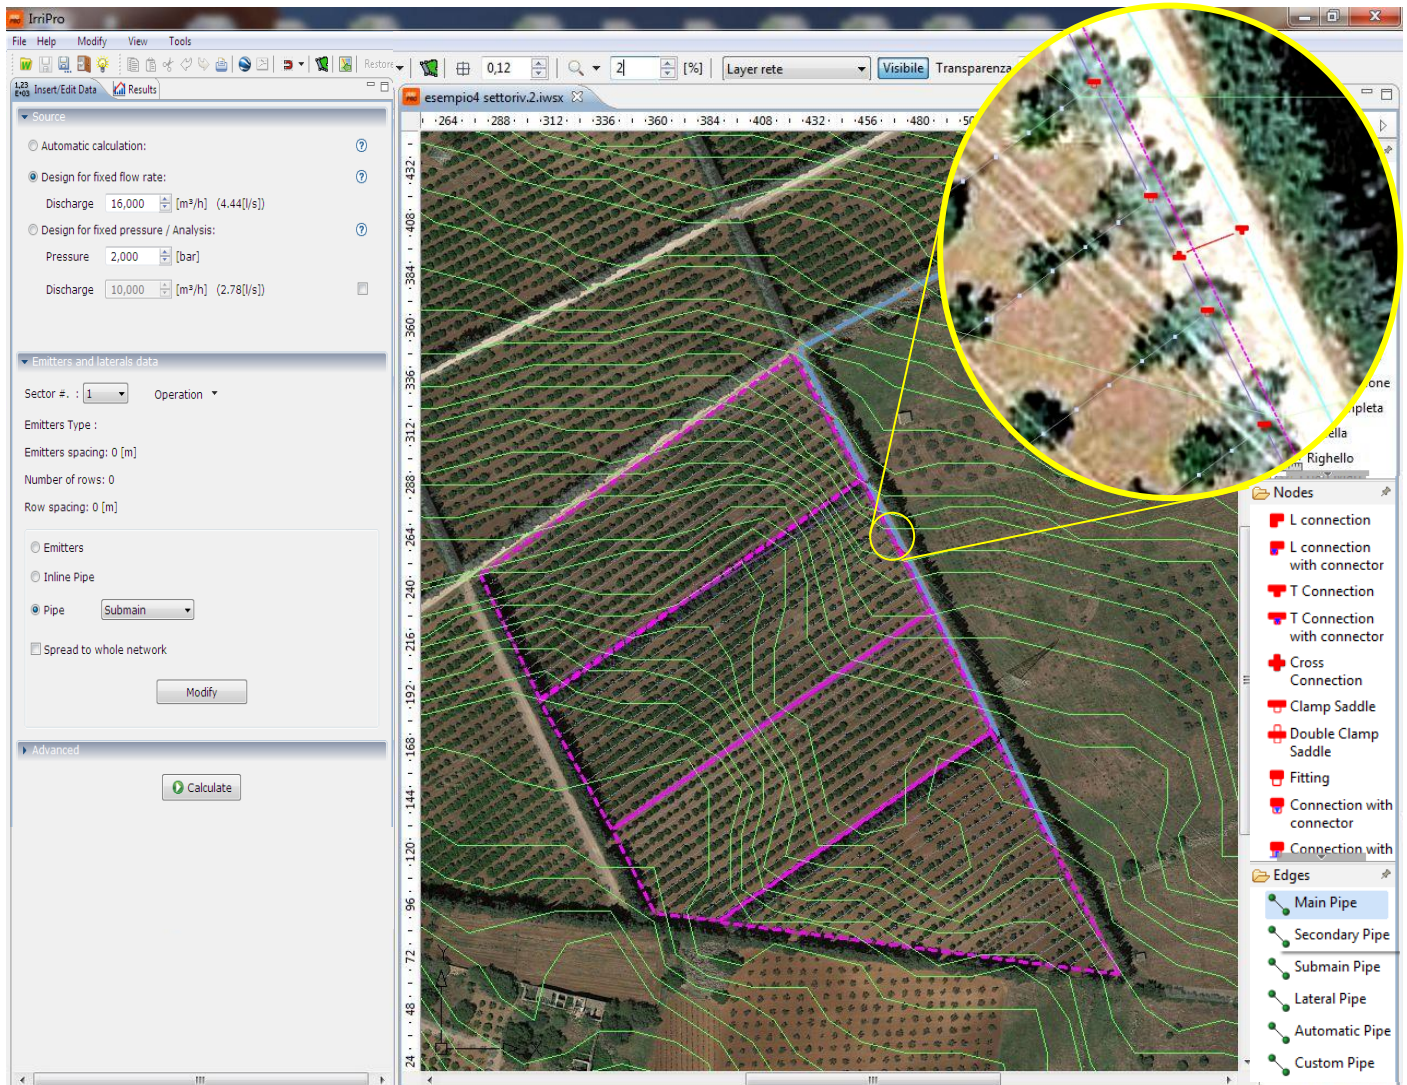 IrriPro
File Help Modify View Tools
Restore
0,12
2
[%]
Layer rete
Visibile
Transparenza
1,23
E+03
Insert/Edit Data
Results
esempio4 settoriv.2.iwsx
Source
Automatic calculation:
Design for fixed flow rate:
Discharge 16,000 [m³/h] (4.44[l/s])
Design for fixed pressure / Analysis:
Pressure 2,000 [bar]
Discharge 10,000 [m³/h] (2.78[l/s])
Emitters and laterals data
Sector #. : 1 Operation
Emitters Type :
Emitters spacing: 0 [m]
Number of rows: 0
Row spacing: 0 [m]
Emitters
Inline Pipe
Pipe Submain
Spread to whole network
Modify
Advanced
Calculate
264 288 312 336 360 384 408 432 456 480
432
408
384
360
336
312
288
264
240
216
192
168
144
120
96
72
48
24
one
pleta
ella
Righello
Nodes
L connection
L connection
with connector
T Connection
T Connection
with connector
Cross
Connection
Clamp Saddle
Double Clamp
Saddle
Fitting
Connection with
connector
Connection with
Edges
Main Pipe
Secondary Pipe
Submain Pipe
Lateral Pipe
Automatic Pipe
Custom Pipe